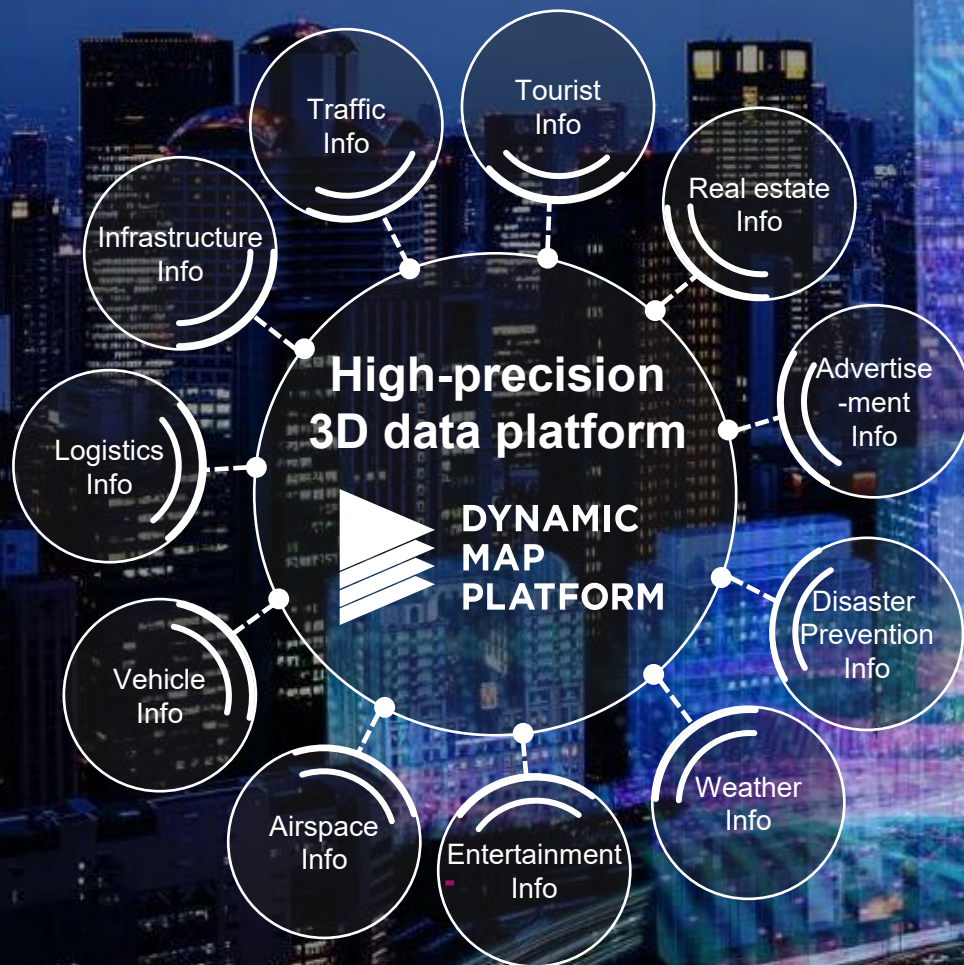 Traffic
Info
Tourist
Info
Real estate
Info
Infrastructure
Info
Advertise
-ment
Info
High-precision
3D data platform
Logistics
Info
DYNAMIC
MAP
PLATFORM
Disaster
Prevention
Info
Vehicle
Info
Weather
Info
Airspace
Info
Entertainment
Info